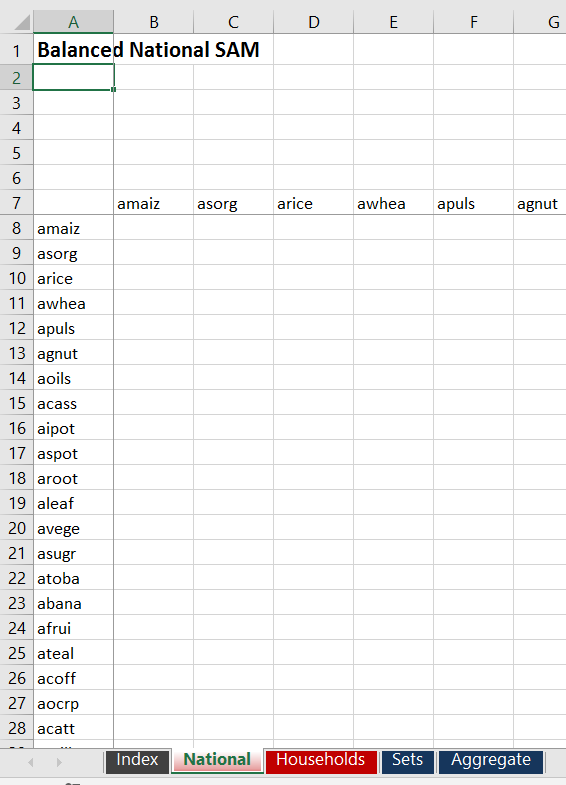 A B C D E F G
1 Balanced National SAM
2
3
4
5
6
7 amaiz asorg arice awhea apuls agnut
8 amaiz
9 asorg
10 arice
11 awhea
12 apuls
13 agnut
14 aoils
15 acass
16 aipot
17 aspot
18 aroot
19 aleaf
20 avege
21 asugr
22 atoba
23 abana
24 afrui
25 ateal
26 acoff
27 aocrp
28 acatt
Index National Households Sets Aggregate